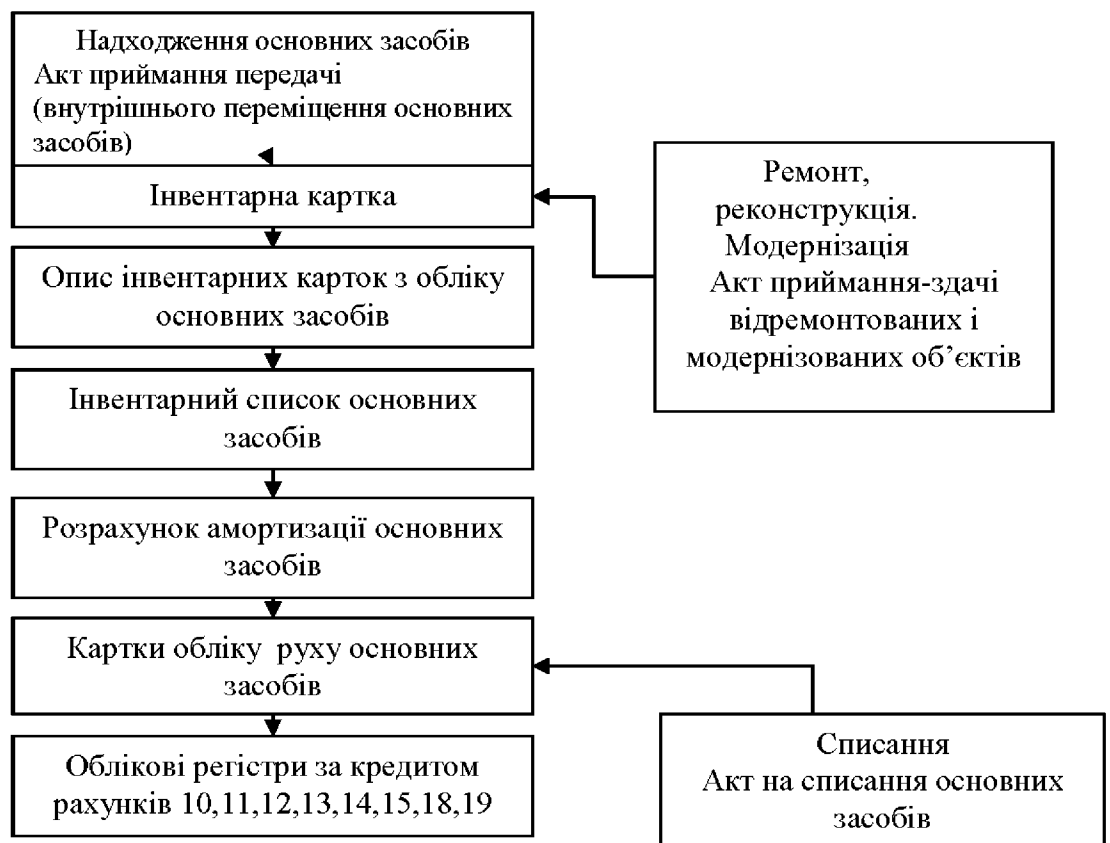 Надходження основних засобів
Акт приймання передачі
(внутрішнього переміщення основних
засобів)
Інвентарна картка
Опис інвентарних карток з обліку
основних засобів
Інвентарний список основних
засобів
Розрахунок амортизації основних
засобів
Картки обліку руху основних
засобів
Облікові регістри за кредитом
рахунків 10,11,12,13,14,15,18,19
Ремонт,
реконструкція.
Модернізація
Акт приймання-здачі
відремонтованих і
модернізованих об’єктів
Списання
Акт на списання основних
засобів